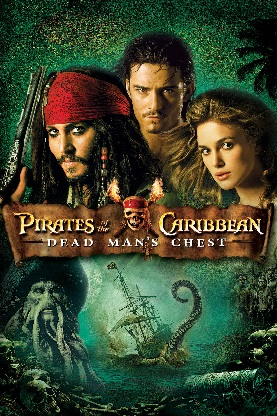 PIRATES of the CARIBBEAN
DEAD MAN'S CHEST